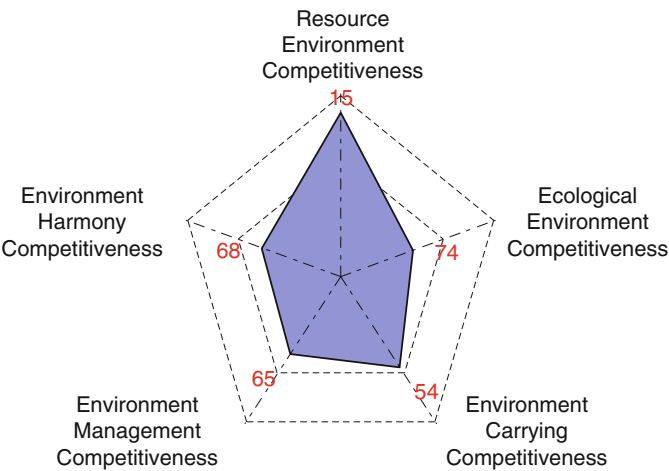 Resource
Environment
Competitiveness
15
Environment
Harmony
Competitiveness
68
Ecological
Environment
Competitiveness
74
65
54
Environment
Management
Competitiveness
Environment
Carrying
Competitiveness